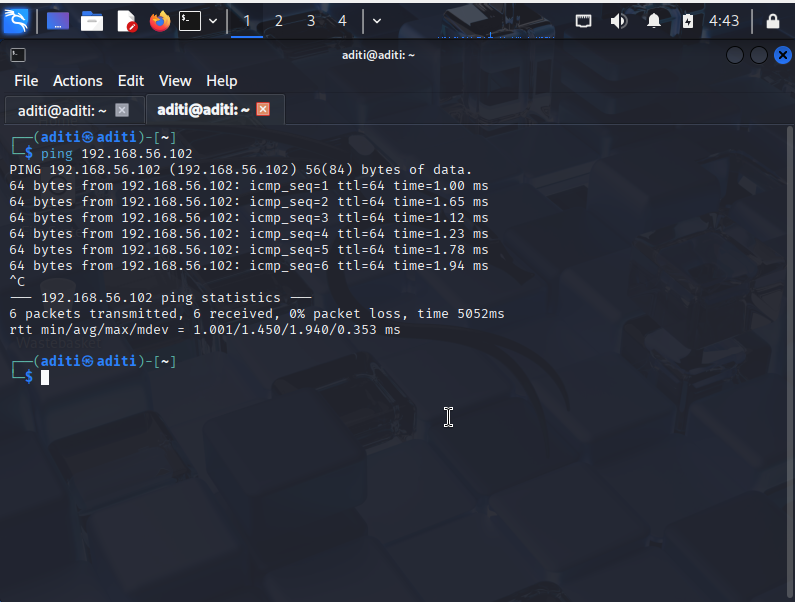 1 2 3 4 4:43
aditi@aditi: ~
File Actions Edit View Help
aditi@aditi: ~ aditi@aditi: ~
┌──(aditi㉿aditi)-[~]
└─$ ping 192.168.56.102
PING 192.168.56.102 (192.168.56.102) 56(84) bytes of data.
64 bytes from 192.168.56.102: icmp_seq=1 ttl=64 time=1.00 ms
64 bytes from 192.168.56.102: icmp_seq=2 ttl=64 time=1.65 ms
64 bytes from 192.168.56.102: icmp_seq=3 ttl=64 time=1.12 ms
64 bytes from 192.168.56.102: icmp_seq=4 ttl=64 time=1.23 ms
64 bytes from 192.168.56.102: icmp_seq=5 ttl=64 time=1.78 ms
64 bytes from 192.168.56.102: icmp_seq=6 ttl=64 time=1.94 ms
^C
--- 192.168.56.102 ping statistics ---
6 packets transmitted, 6 received, 0% packet loss, time 5052ms
rtt min/avg/max/mdev = 1.001/1.450/1.940/0.353 ms
┌──(aditi㉿aditi)-[~]
└─$